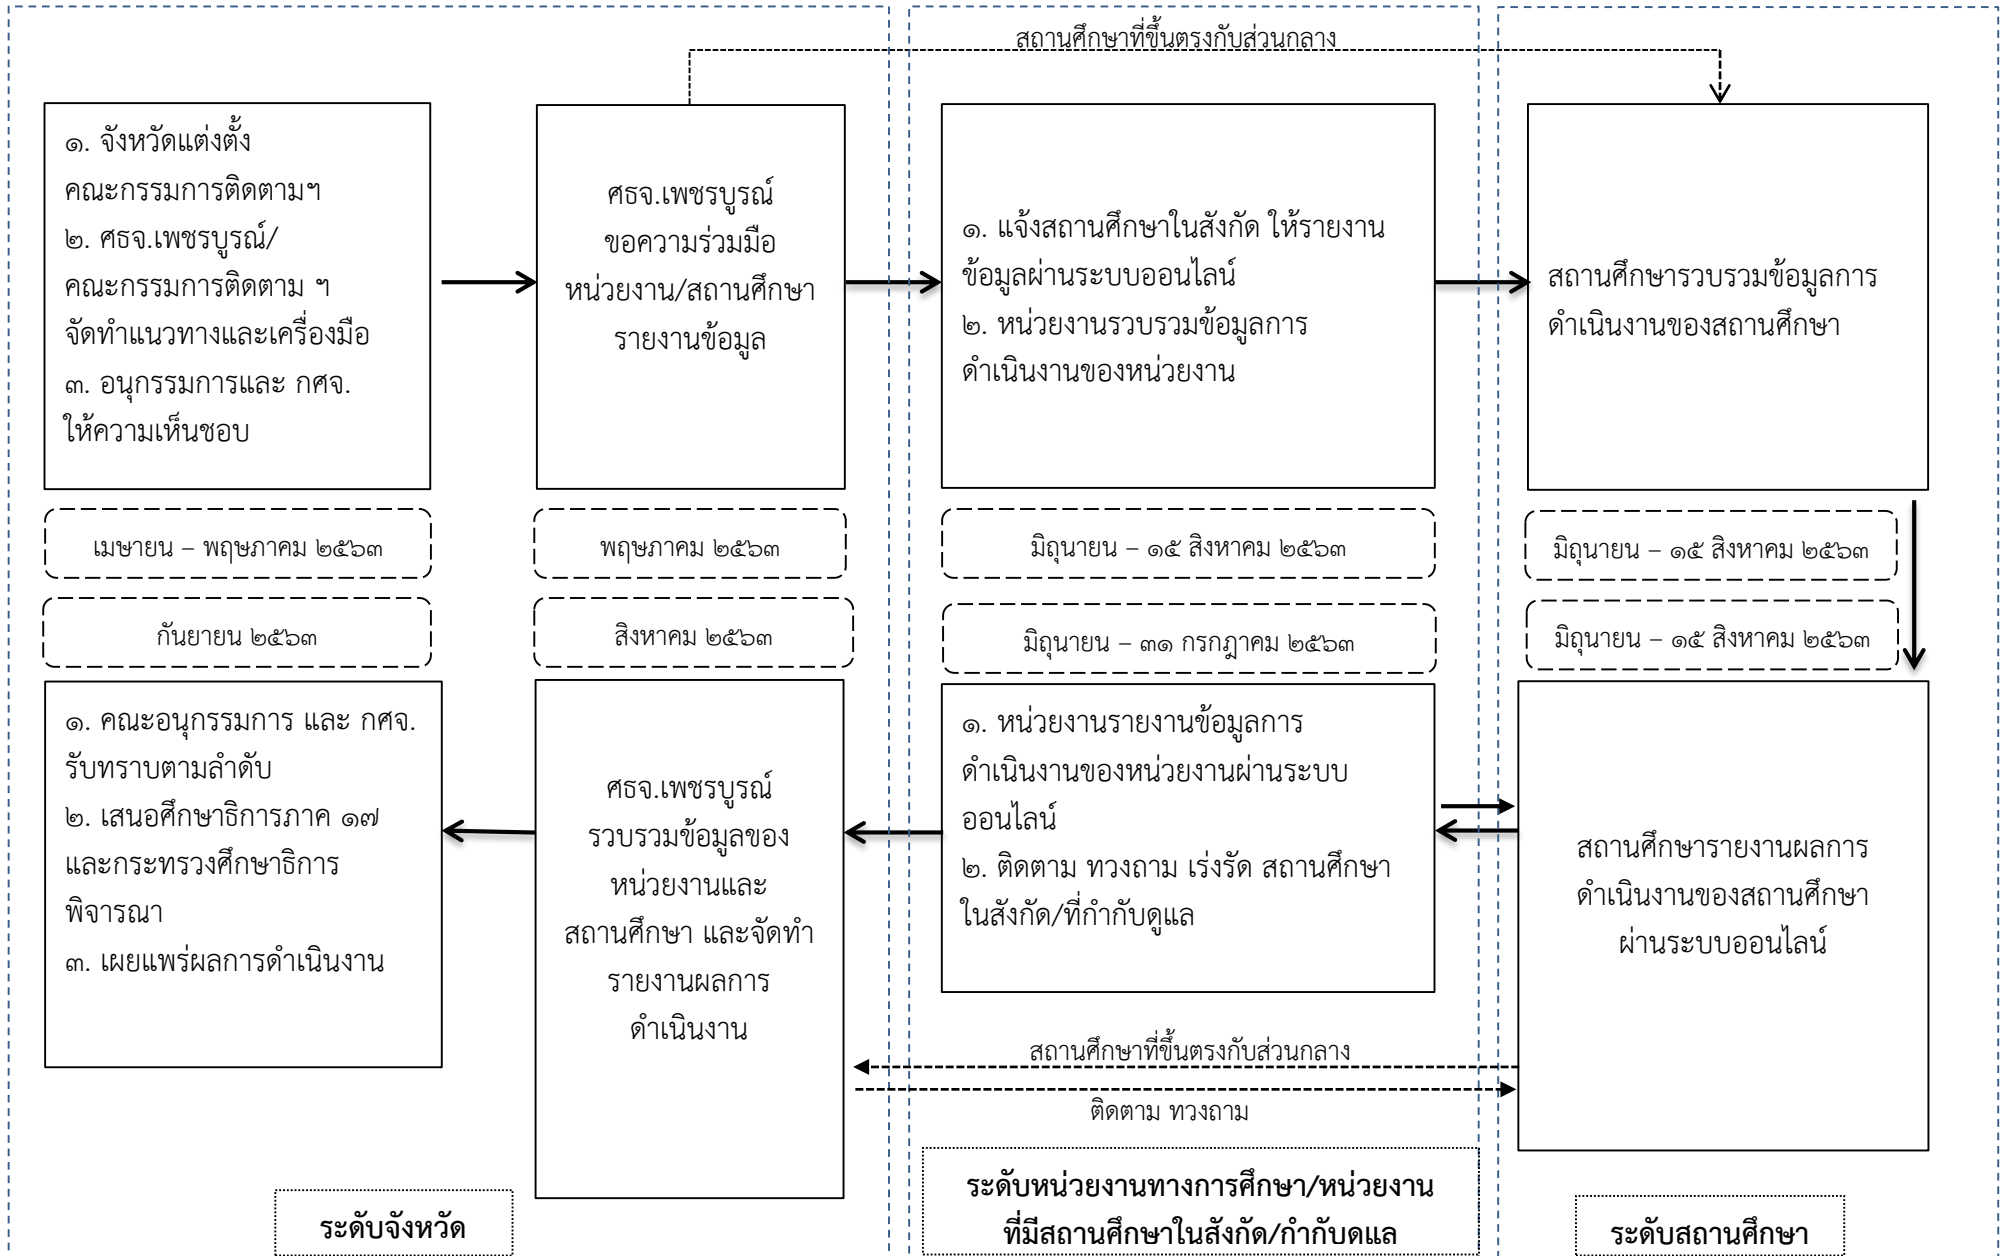 สถานศึกษาที่ขึ้นตรงกับส่วนกลาง
๑. จังหวัดแต่งตั้ง
คณะกรรมการติดตามฯ
๒. ศธจ.เพชรบูรณ์/
คณะกรรมการติดตาม ฯ
จัดทำแนวทางและเครื่องมือ
๓. อนุกรรมการและ กศจ.
ให้ความเห็นชอบ
ศธจ.เพชรบูรณ์
ขอความร่วมมือ
หน่วยงาน/สถานศึกษา
รายงานข้อมูล
๑. แจ้งสถานศึกษาในสังกัด ให้รายงาน
ข้อมูลผ่านระบบออนไลน์
๒. หน่วยงานรวบรวมข้อมูลการ
ดำเนินงานของหน่วยงาน
สถานศึกษารวบรวมข้อมูลการ
ดำเนินงานของสถานศึกษา
เมษายน – พฤษภาคม ๒๕๖๓
พฤษภาคม ๒๕๖๓
มิถุนายน – ๑๕ สิงหาคม ๒๕๖๓
มิถุนายน – ๑๕ สิงหาคม ๒๕๖๓
กันยายน ๒๕๖๓
สิงหาคม ๒๕๖๓
มิถุนายน – ๓๑ กรกฎาคม ๒๕๖๓
มิถุนายน – ๑๕ สิงหาคม ๒๕๖๓
๑. คณะอนุกรรมการ และ กศจ.
รับทราบตามลำดับ
๒. เสนอศึกษาธิการภาค ๑๗
และกระทรวงศึกษาธิการ
พิจารณา
๓. เผยแพร่ผลการดำเนินงาน
ศธจ.เพชรบูรณ์
รวบรวมข้อมูลของ
หน่วยงานและ
สถานศึกษา และจัดทำ
รายงานผลการ
ดำเนินงาน
๑. หน่วยงานรายงานข้อมูลการ
ดำเนินงานของหน่วยงานผ่านระบบ
ออนไลน์
๒. ติดตาม ทวงถาม เร่งรัด สถานศึกษา
ในสังกัด/ที่กำกับดูแล
สถานศึกษารายงานผลการ
ดำเนินงานของสถานศึกษา
ผ่านระบบออนไลน์
สถานศึกษาที่ขึ้นตรงกับส่วนกลาง
ติดตาม ทวงถาม
ระดับจังหวัด
ระดับหน่วยงานทางการศึกษา/หน่วยงาน
ที่มีสถานศึกษาในสังกัด/กำกับดูแล
ระดับสถานศึกษา